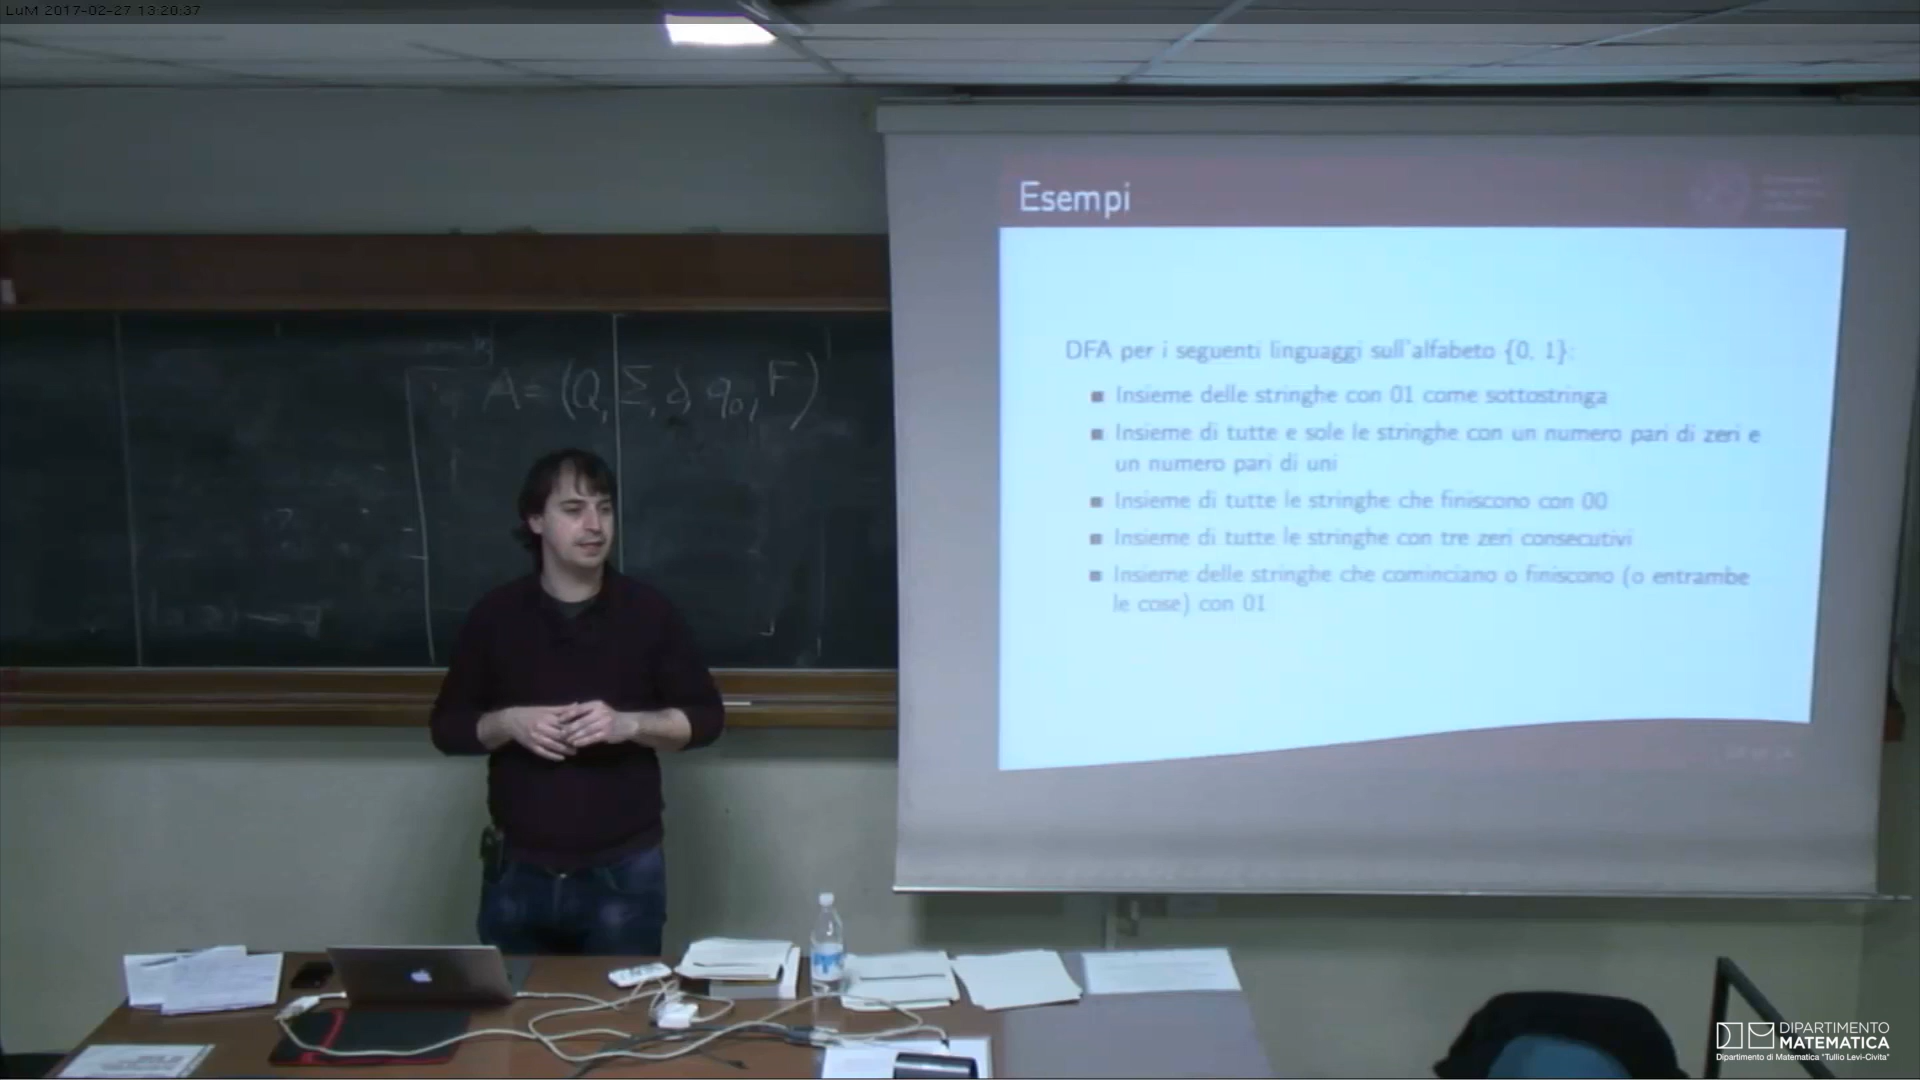 LuM 2017-02-27 13:20:37
A = (Q, Σ, δ, q₀, F)
Esempi
DFA per i seguenti linguaggi sull'alfabeto {0, 1}:
Insieme delle stringhe con 01 come sottostringa
Insieme di tutte e sole le stringhe con un numero pari di zeri e
un numero pari di uni
Insieme di tutte le stringhe che finiscono con 00
Insieme di tutte le stringhe con tre zeri consecutivi
Insieme delle stringhe che cominciano o finiscono (o entrambe
le cose) con 01
DIPARTIMENTO
MATEMATICA
Dipartimento di Matematica "Tullio Levi-Civita"